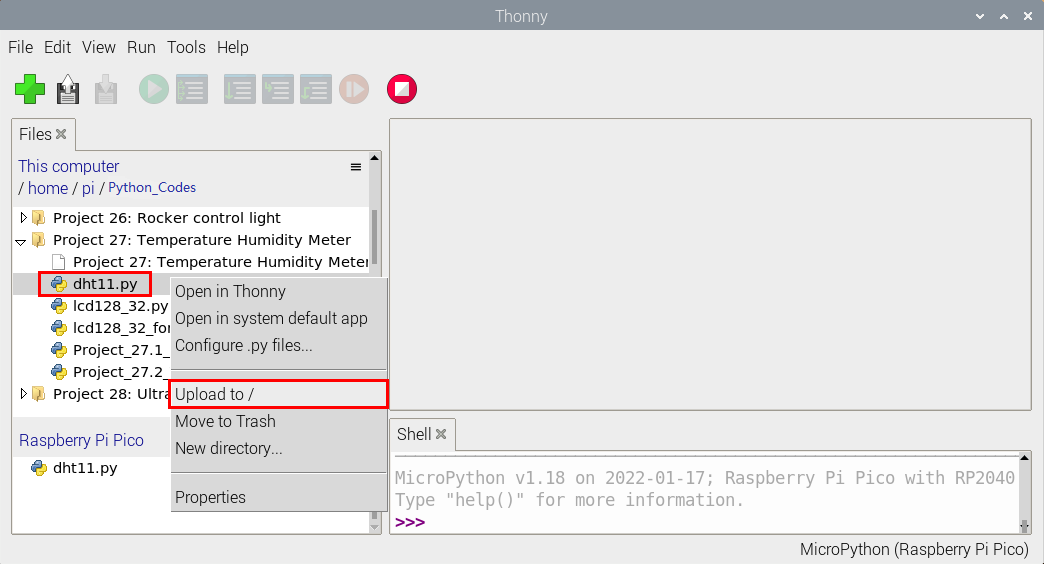 Thonny
File Edit View Run Tools Help
Files
This computer
/ home / pi / Python_Codes
Project 26: Rocker control light
Project 27: Temperature Humidity Meter
Project 27: Temperature Humidity Meter
dht11.py
Open in Thonny
lcd128_32.py
Open in system default app
lcd128_32_for
Configure .py files...
Project_27.1_
Project_27.2_
Project 28: Ultra
Upload to /
Move to Trash
New directory...
Properties
Raspberry Pi Pico
dht11.py
Shell
MicroPython v1.18 on 2022-01-17; Raspberry Pi Pico with RP2040
Type "help()" for more information.
>>>
MicroPython (Raspberry Pi Pico)